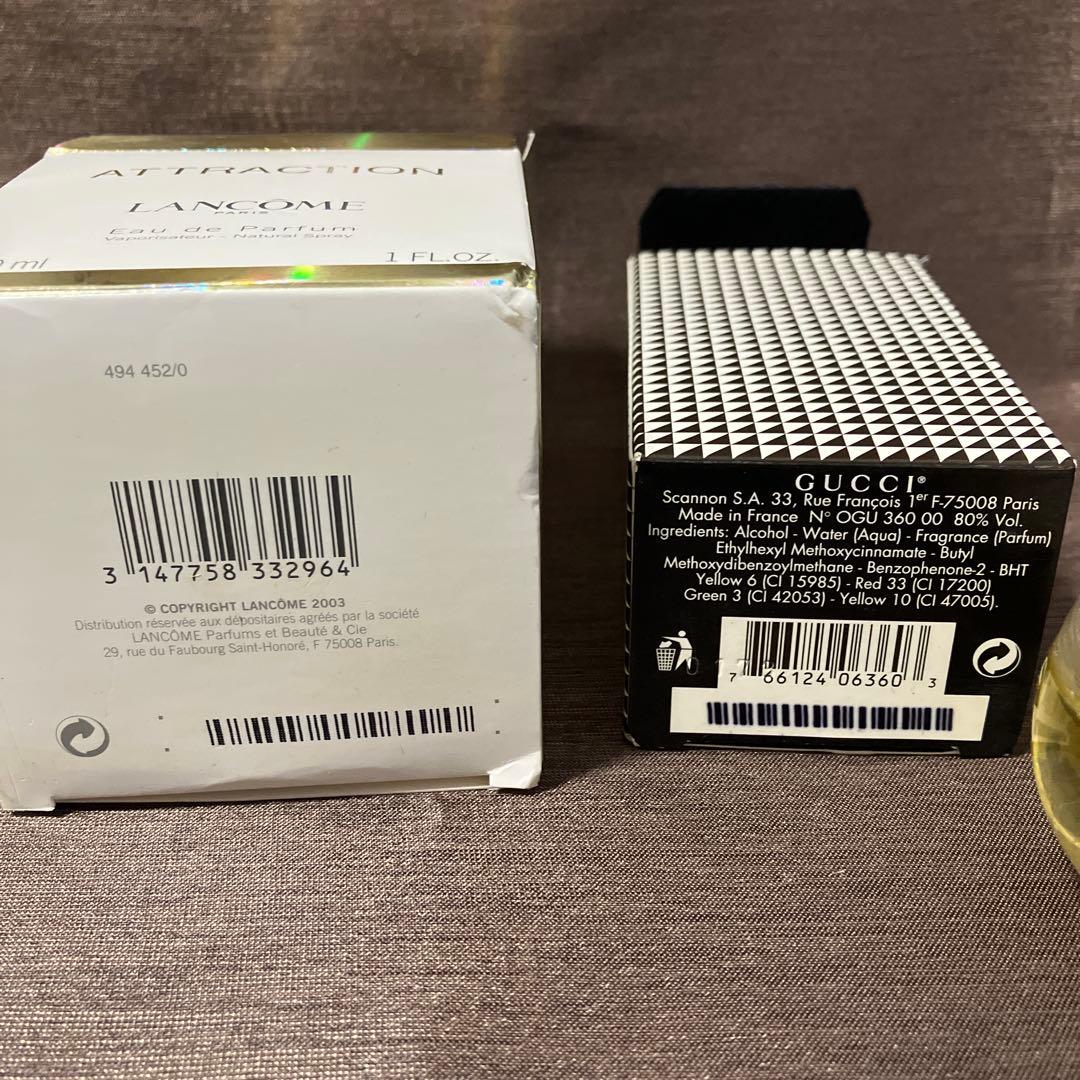 ATTRACTION
LANCÔME
PARIS
Eau de Parfum
Vaporisateur - Natural Spray
ml 1 FL.OZ.
494 452/0
3 147758 332964
© COPYRIGHT LANCÔME 2003
Distribution réservée aux dépositaires agréés par la société
LANCÔME Parfums et Beauté & Cie
29, rue du Faubourg Saint-Honoré, F 75008 Paris.
GUCCI®
Scannon S.A. 33, Rue François 1er F-75008 Paris
Made in France N° OGU 360 00 80% Vol.
Ingredients: Alcohol - Water (Aqua) - Fragrance (Parfum)
Ethylhexyl Methoxycinnamate - Butyl
Methoxydibenzoylmethane - Benzophenone-2 - BHT
Yellow 6 (CI 15985) - Red 33 (CI 17200)
Green 3 (CI 42053) - Yellow 10 (CI 47005).
7 66124 06360 3